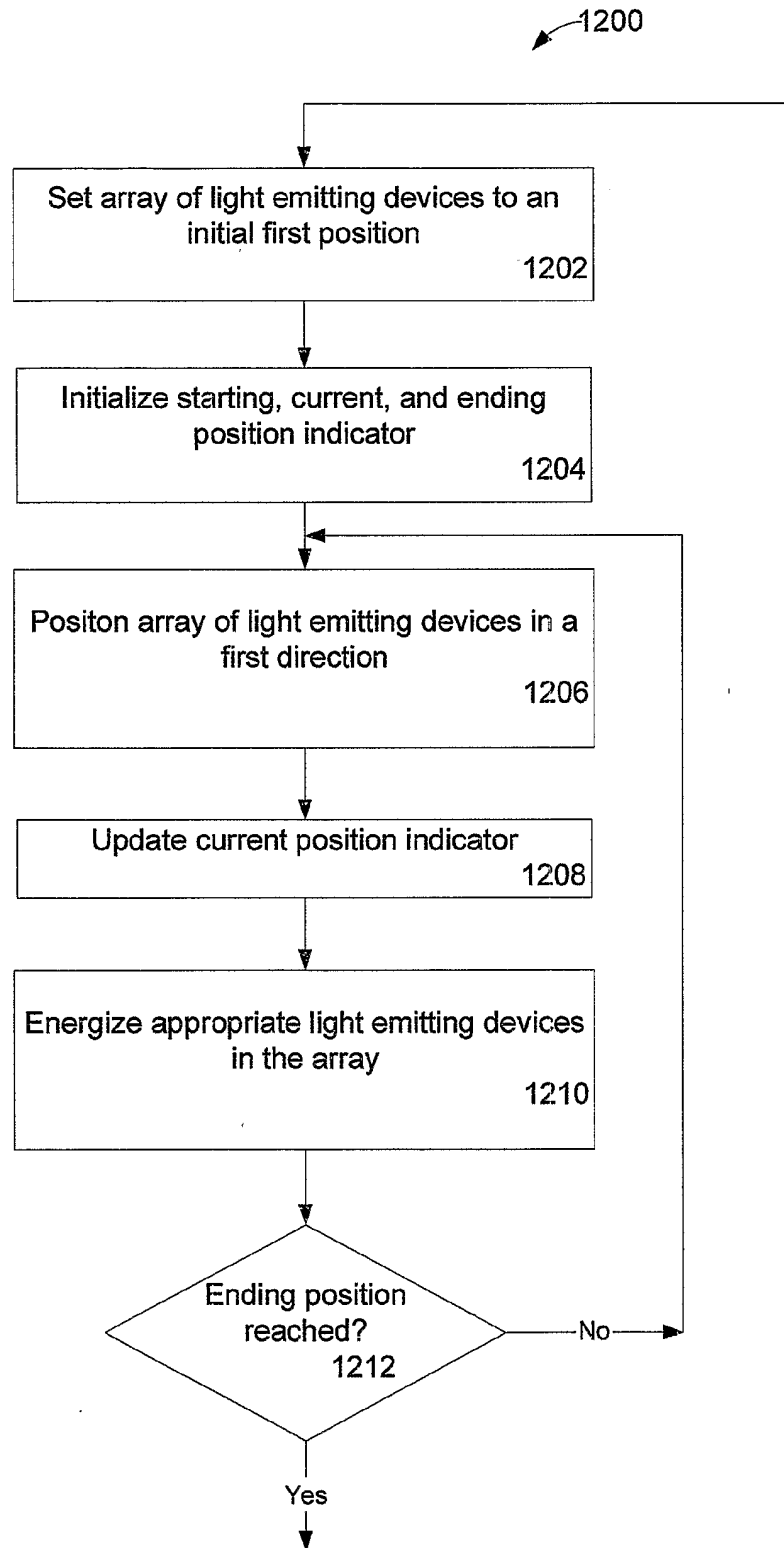 1200
Set array of light emitting devices to an
initial first position
1202
Initialize starting, current, and ending
position indicator
1204
Positon array of light emitting devices in a
first direction
1206
Update current position indicator
1208
Energize appropriate light emitting devices
in the array
1210
Ending position
reached?
1212
No
Yes